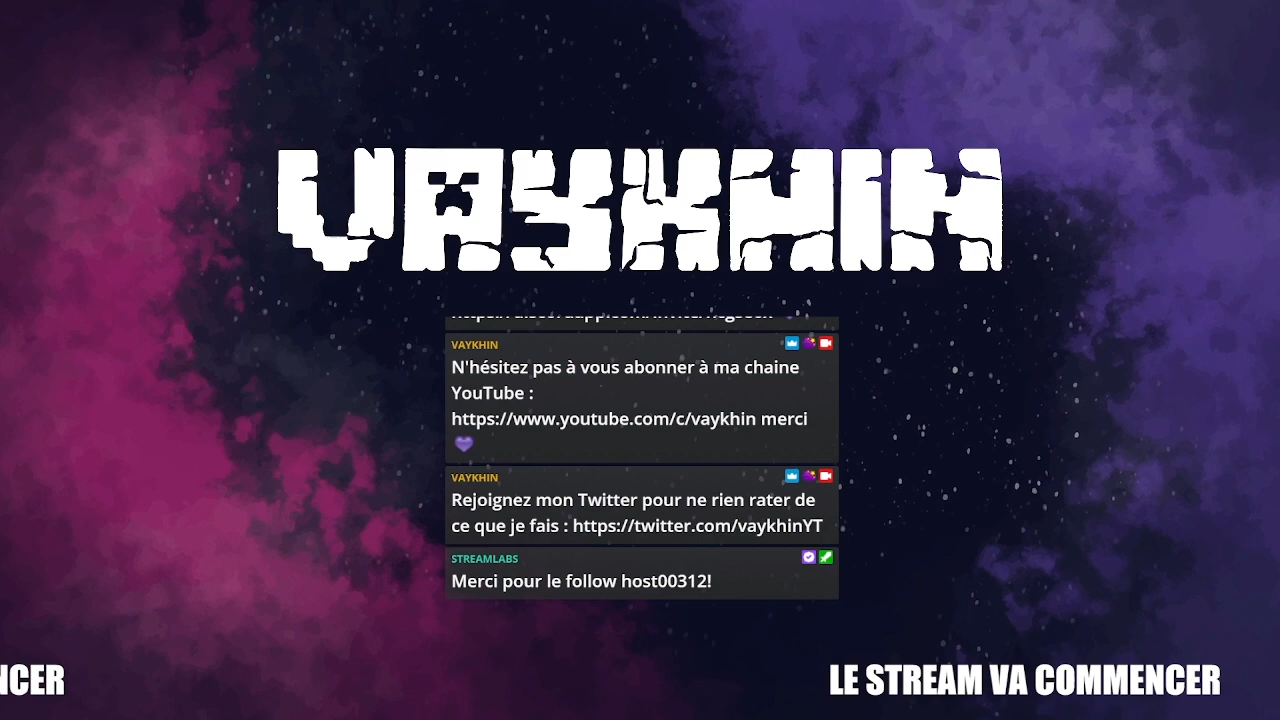 VAYKHIN
VAYKHIN
N'hésitez pas à vous abonner à ma chaine
YouTube :
https://www.youtube.com/c/vaykhin merci
VAYKHIN
Rejoignez mon Twitter pour ne rien rater de
ce que je fais : https://twitter.com/vaykhinYT
STREAMLABS
Merci pour le follow host00312!
NCER
LE STREAM VA COMMENCER